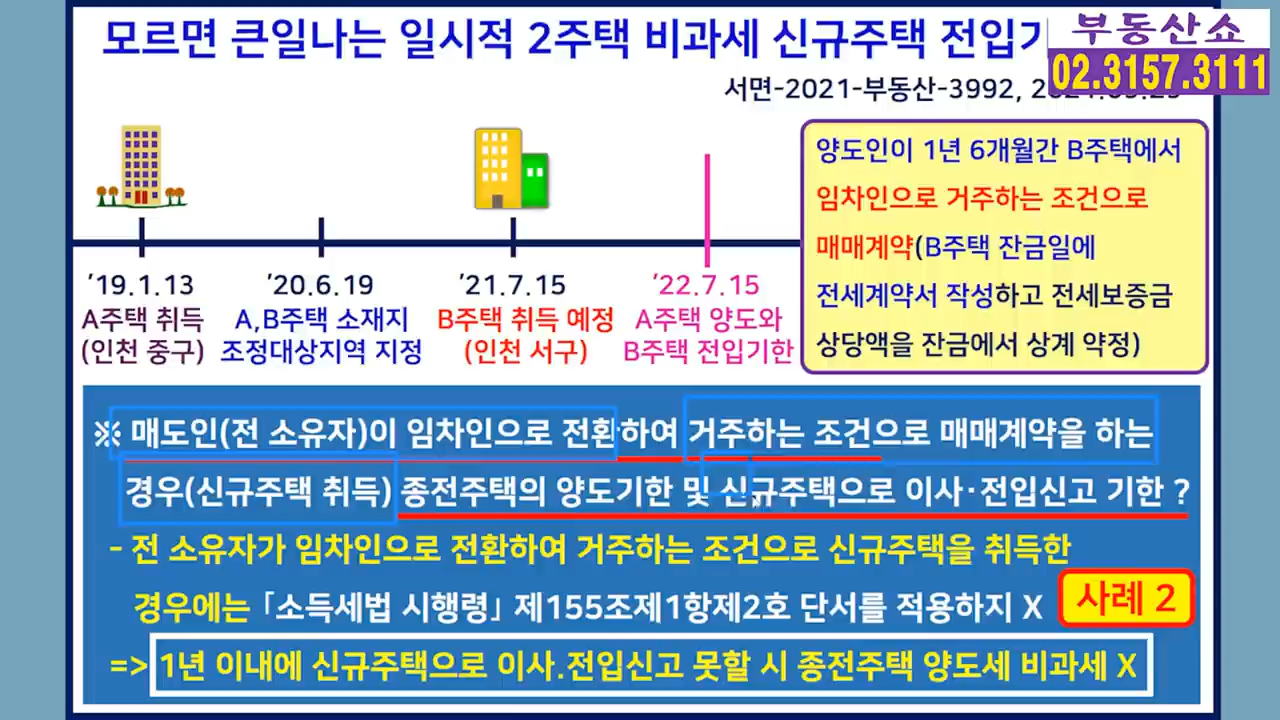 모르면 큰일나는 일시적 2주택 비과세 신규주택 전입기
부동산쇼
02.3157.3111
서면-2021-부동산-3992,
양도인이 1년 6개월간 B주택에서
임차인으로 거주하는 조건으로
매매계약(B주택 잔금일에
전세계약서 작성하고 전세보증금
상당액을 잔금에서 상계 약정)
’19.1.13
A주택 취득
(인천 중구)
’20.6.19
A,B주택 소재지
조정대상지역 지정
’21.7.15
B주택 취득 예정
(인천 서구)
’22.7.15
A주택 양도와
B주택 전입기한
※ 매도인(전 소유자)이 임차인으로 전환하여 거주하는 조건으로 매매계약을 하는
경우(신규주택 취득) 종전주택의 양도기한 및 신규주택으로 이사·전입신고 기한 ?
- 전 소유자가 임차인으로 전환하여 거주하는 조건으로 신규주택을 취득한
경우에는 「소득세법 시행령」 제155조제1항제2호 단서를 적용하지 X
사례 2
=> 1년 이내에 신규주택으로 이사.전입신고 못할 시 종전주택 양도세 비과세 X